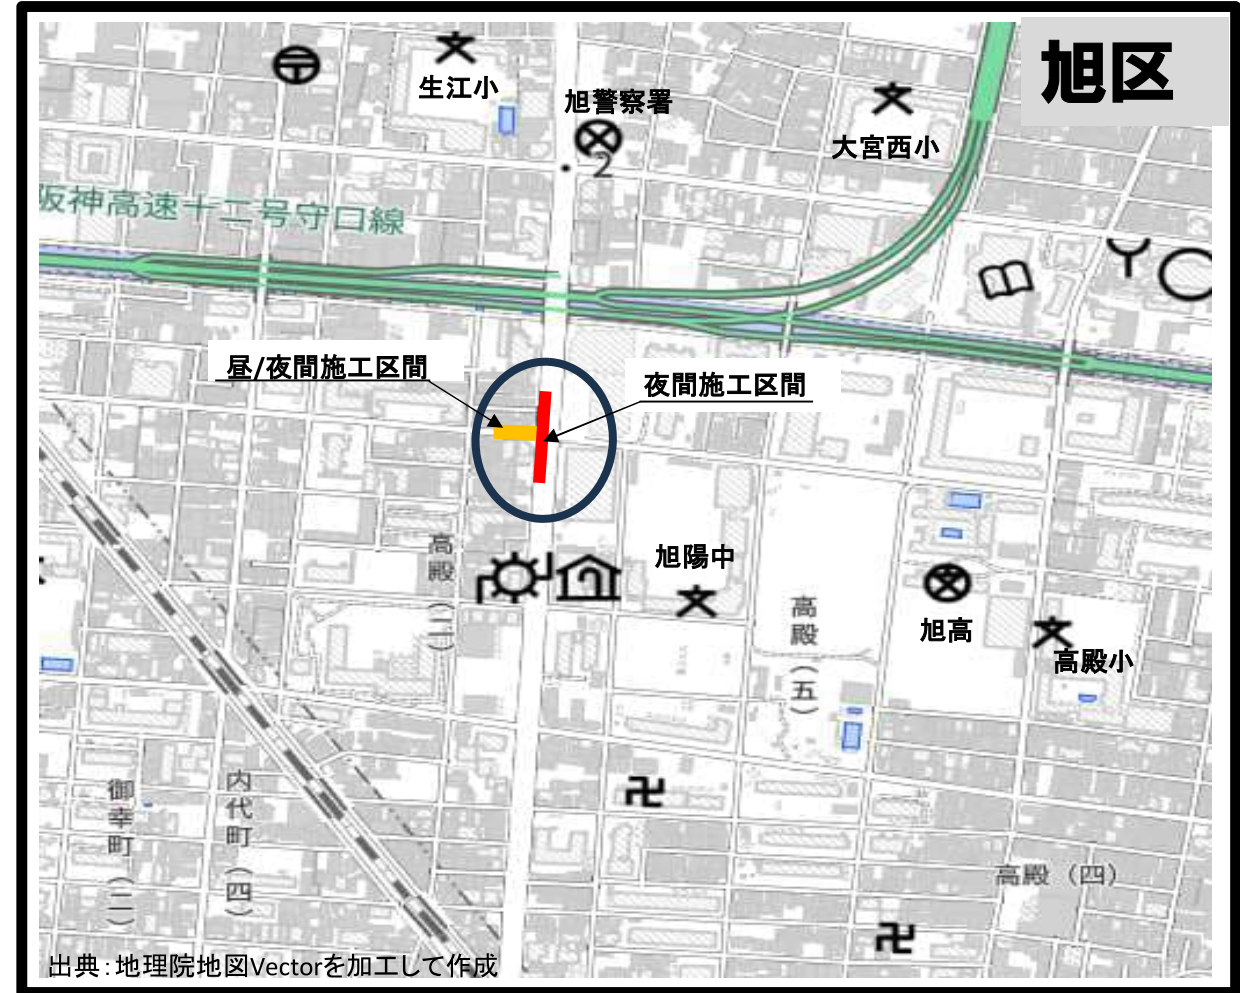 旭区
生江小
旭警察署
・2
大宮西小
阪神高速十二号守口線
昼/夜間施工区間
夜間施工区間
高殿（二）
旭陽中
高殿（五）
旭高
高殿小
御幸町（二）
内代町（四）
高殿（四）
出典：地理院地図Vectorを加工して作成